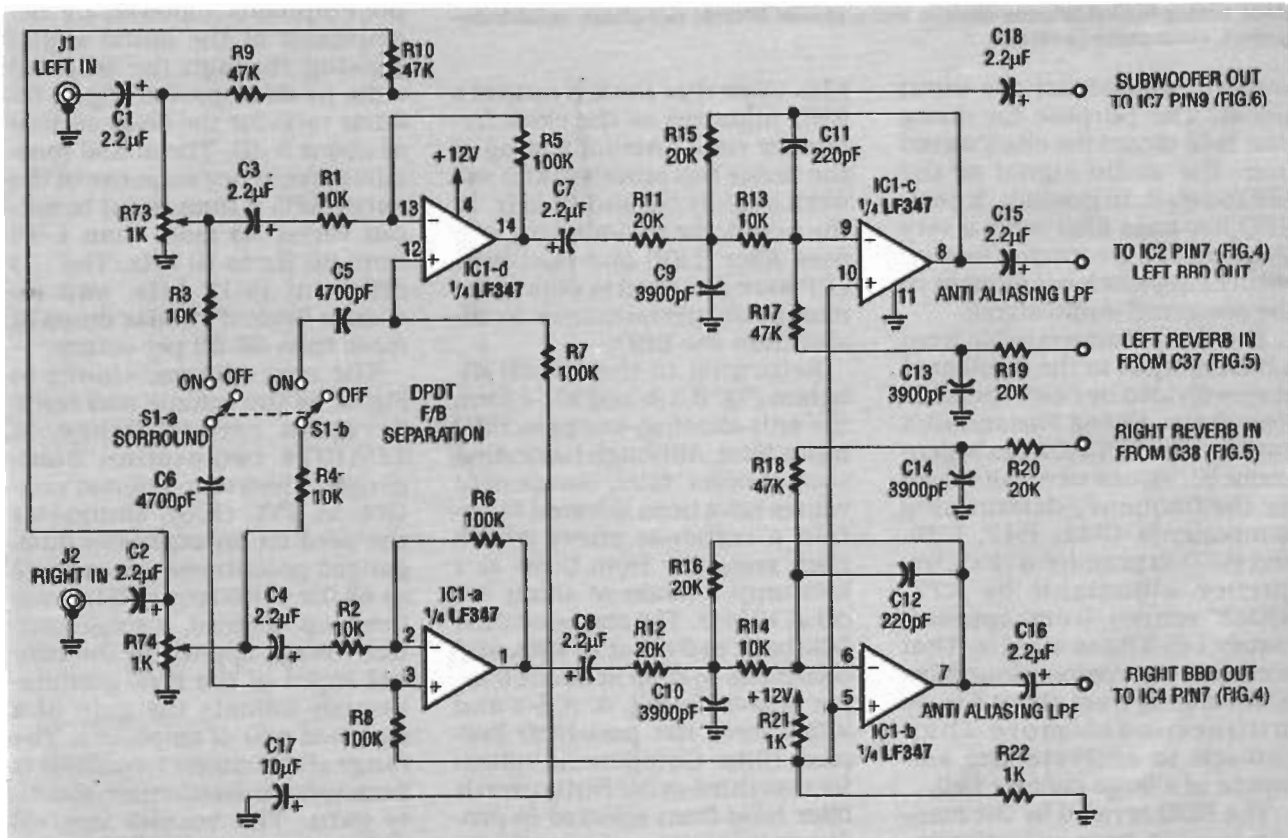 J1
LEFT IN
C1
2.2µF
R9
47K
R10
47K
C18
2.2µF
SUBWOOFER OUT
TO IC7 PIN9 (FIG.6)
R73
1K
C3
2.2µF
R1
10K
+12V
R5
100K
C7
2.2µF
R15
20K
C11
220pF
13
12
4
14
IC1-d
1/4 LF347
R11
20K
R13
10K
C9
3900pF
IC1-c
1/4 LF347
9
10
8
11
C15
2.2µF
TO IC2 PIN7 (FIG.4)
LEFT BBD OUT
ANTI ALIASING LPF
C5
4700pF
R3
10K
R17
47K
R7
100K
LEFT REVERB IN
FROM C37 (FIG.5)
C13
3900pF
R19
20K
ON
OFF
S1-a
SORROUND
ON
OFF
S1-b
DPDT
F/B
SEPARATION
RIGHT REVERB IN
FROM C38 (FIG.5)
C14
3900pF
R20
20K
R18
47K
C6
4700pF
R4
10K
R6
100K
J2
RIGHT IN
C2
2.2µF
R74
1K
C4
2.2µF
R2
10K
IC1-a
1/4 LF347
2
3
1
C8
2.2µF
R16
20K
C12
220pF
R12
20K
R14
10K
C10
3900pF
+12V
R21
1K
6
5
7
IC1-b
1/4 LF347
C16
2.2µF
RIGHT BBD OUT
TO IC4 PIN7 (FIG.4)
ANTI ALIASING LPF
R8
100K
C17
10µF
R22
1K